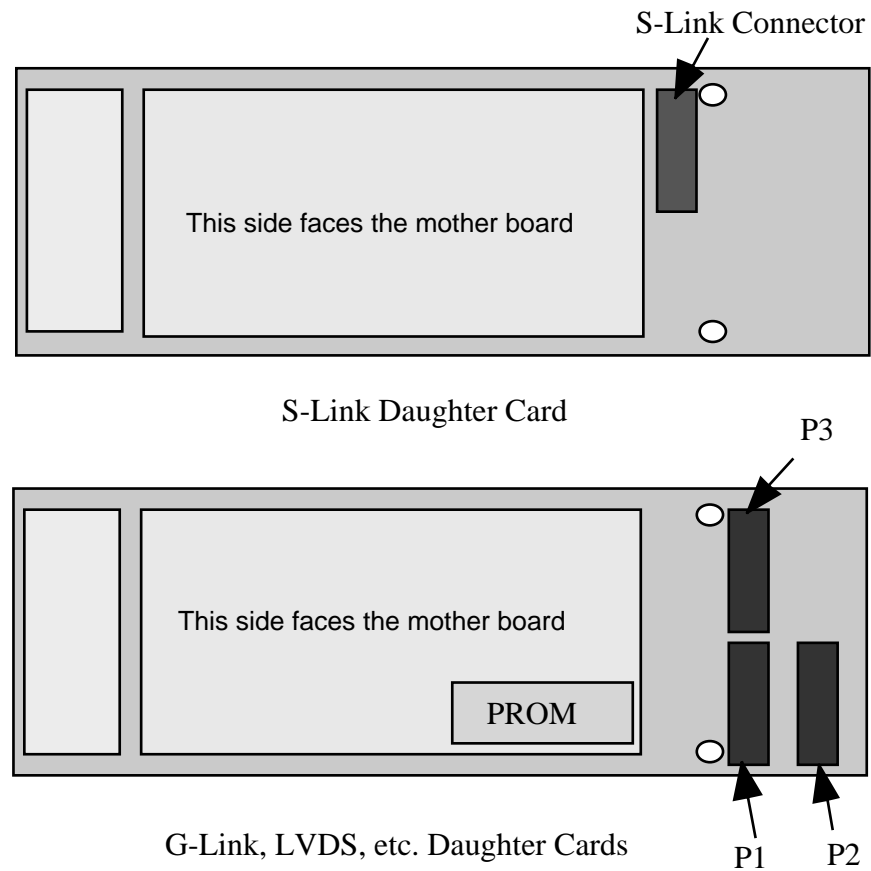 S-Link Connector
This side faces the mother board
S-Link Daughter Card
P3
This side faces the mother board
PROM
G-Link, LVDS, etc. Daughter Cards
P1
P2